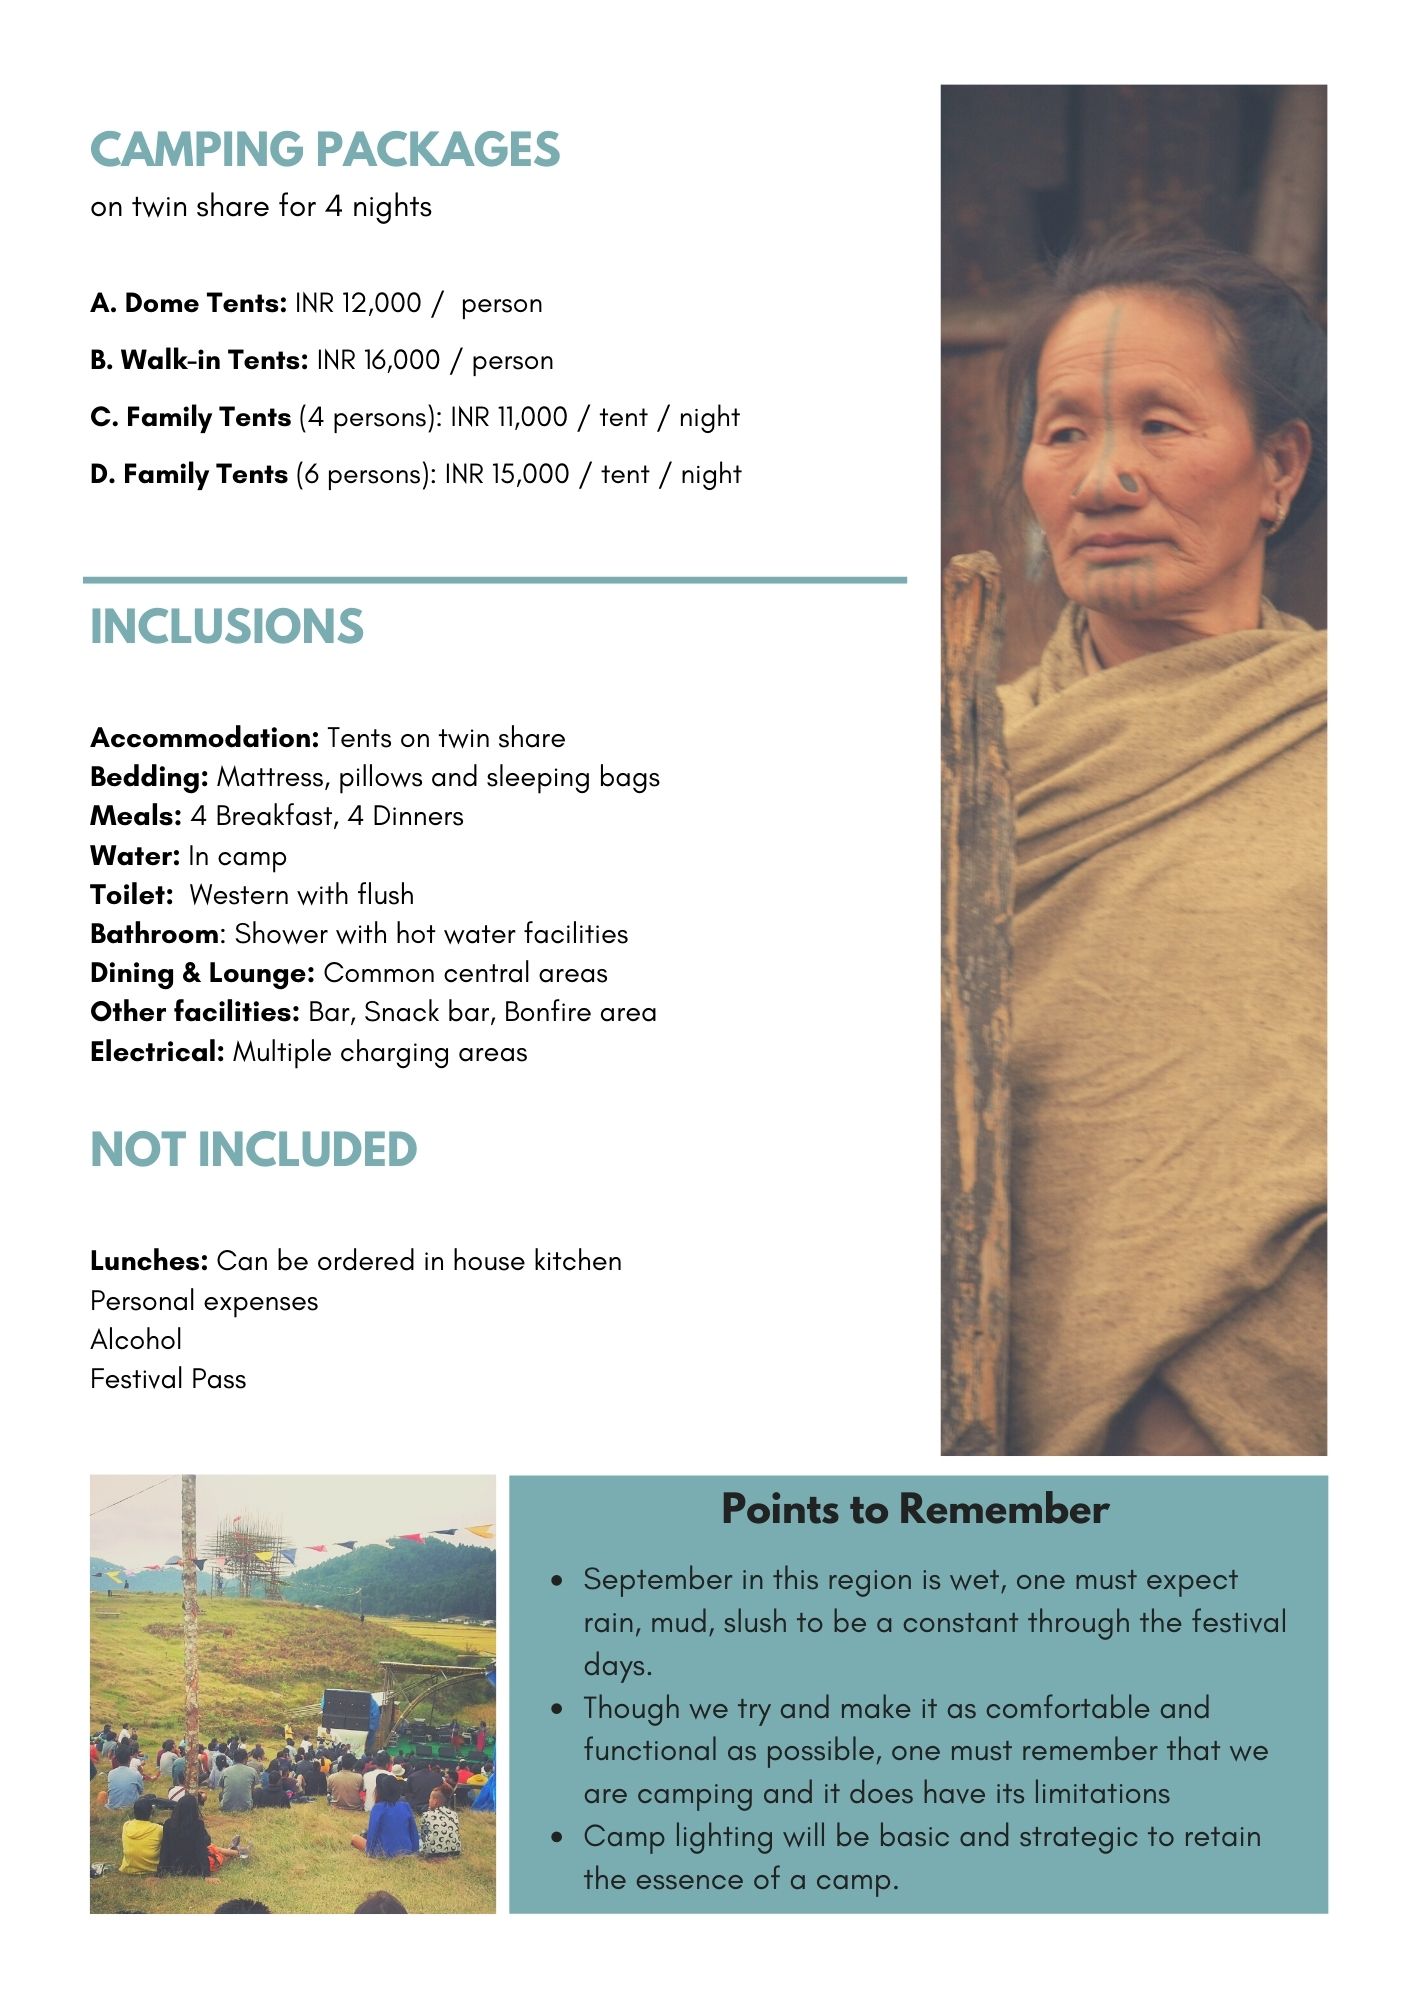 CAMPING PACKAGES
on twin share for 4 nights
A. Dome Tents: INR 12,000 /  person
B. Walk-in Tents: INR 16,000 / person
C. Family Tents (4 persons): INR 11,000 / tent / night
D. Family Tents (6 persons): INR 15,000 / tent / night
INCLUSIONS
Accommodation: Tents on twin share
Bedding: Mattress, pillows and sleeping bags
Meals: 4 Breakfast, 4 Dinners
Water: In camp
Toilet:  Western with flush
Bathroom: Shower with hot water facilities
Dining & Lounge: Common central areas
Other facilities: Bar, Snack bar, Bonfire area
Electrical: Multiple charging areas
NOT INCLUDED
Lunches: Can be ordered in house kitchen
Personal expenses
Alcohol
Festival Pass
Points to Remember
• September in this region is wet, one must expect
rain, mud, slush to be a constant through the festival
days.
• Though we try and make it as comfortable and
functional as possible, one must remember that we
are camping and it does have its limitations
• Camp lighting will be basic and strategic to retain
the essence of a camp.